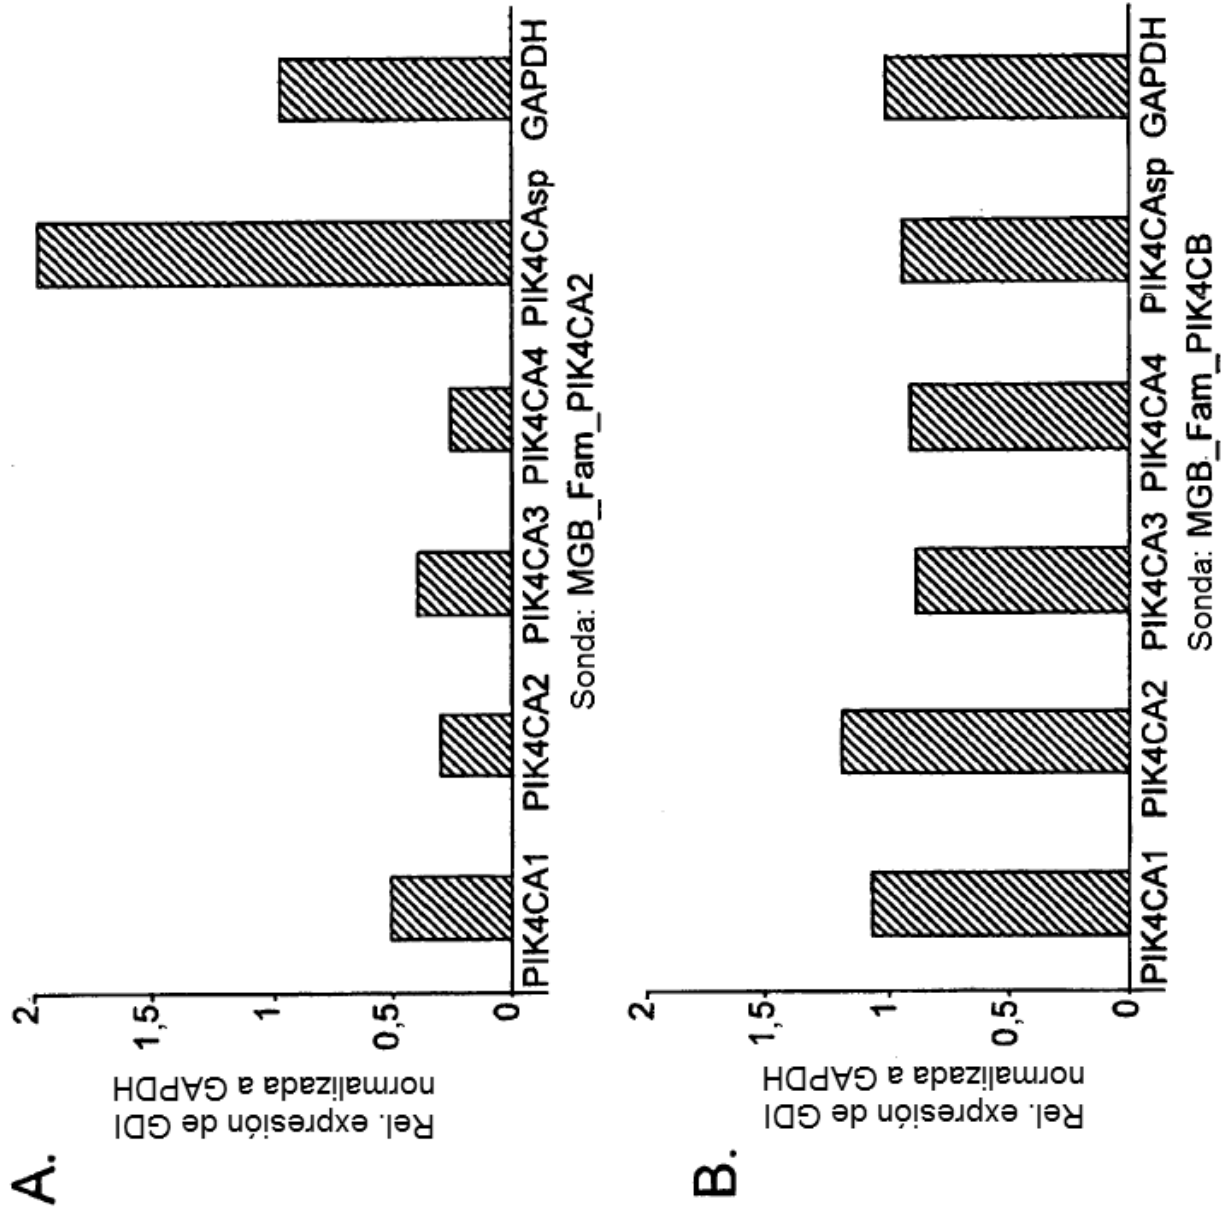 A.
Rel. expresión de GDI
normalizada a GAPDH
2
1,5
1
0,5
0
PIK4CA1 PIK4CA2 PIK4CA3 PIK4CA4 PIK4CAsp GAPDH
Sonda: MGB_Fam_PIK4CA2
B.
Rel. expresión de GDI
normalizada a GAPDH
2
1,5
1
0,5
0
PIK4CA1 PIK4CA2 PIK4CA3 PIK4CA4 PIK4CAsp GAPDH
Sonda: MGB_Fam_PIK4CB